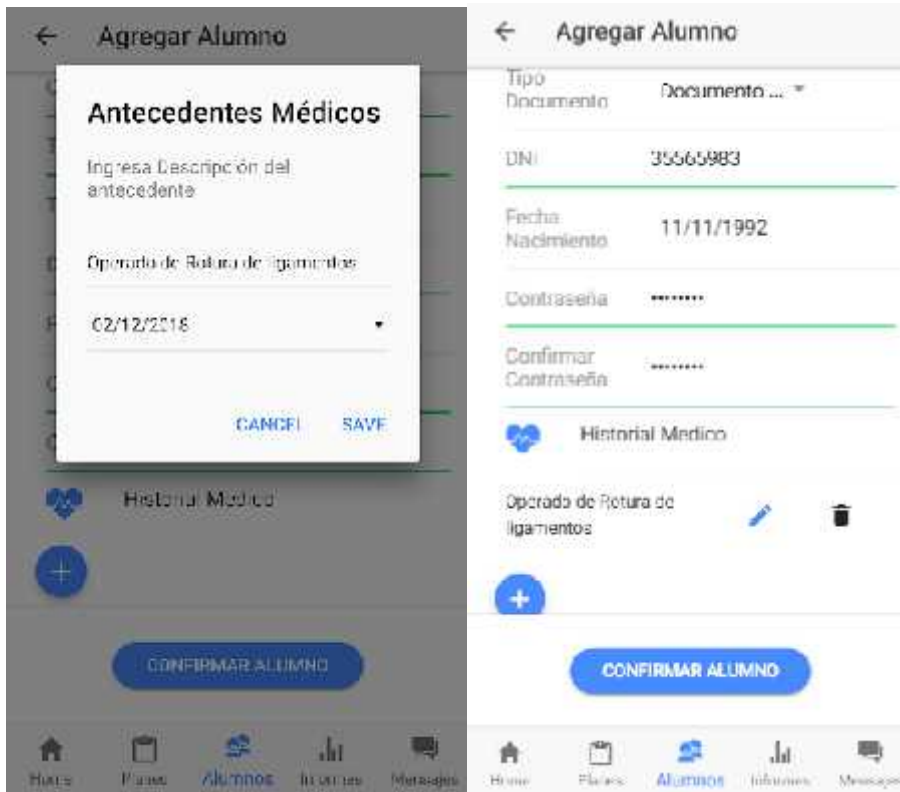 Agregar Alumno
Antecedentes Médicos
Ingresa Descripción del
antecedente
Operado de Rotura de ligamentos
02/12/2018
CANCEL SAVE
Historial Medico
+
CONFIRMAR ALUMNO
Home Planes Alumnos Informes Mensajes
Agregar Alumno
Tipo
Documento
Documento ...
DNI 35565983
Fecha
Nacimiento
11/11/1992
Contraseña ••••••••
Confirmar
Contraseña
••••••••
Historial Medico
Operado de Rotura de
ligamentos
+
CONFIRMAR ALUMNO
Home Planes Alumnos Informes Mensajes